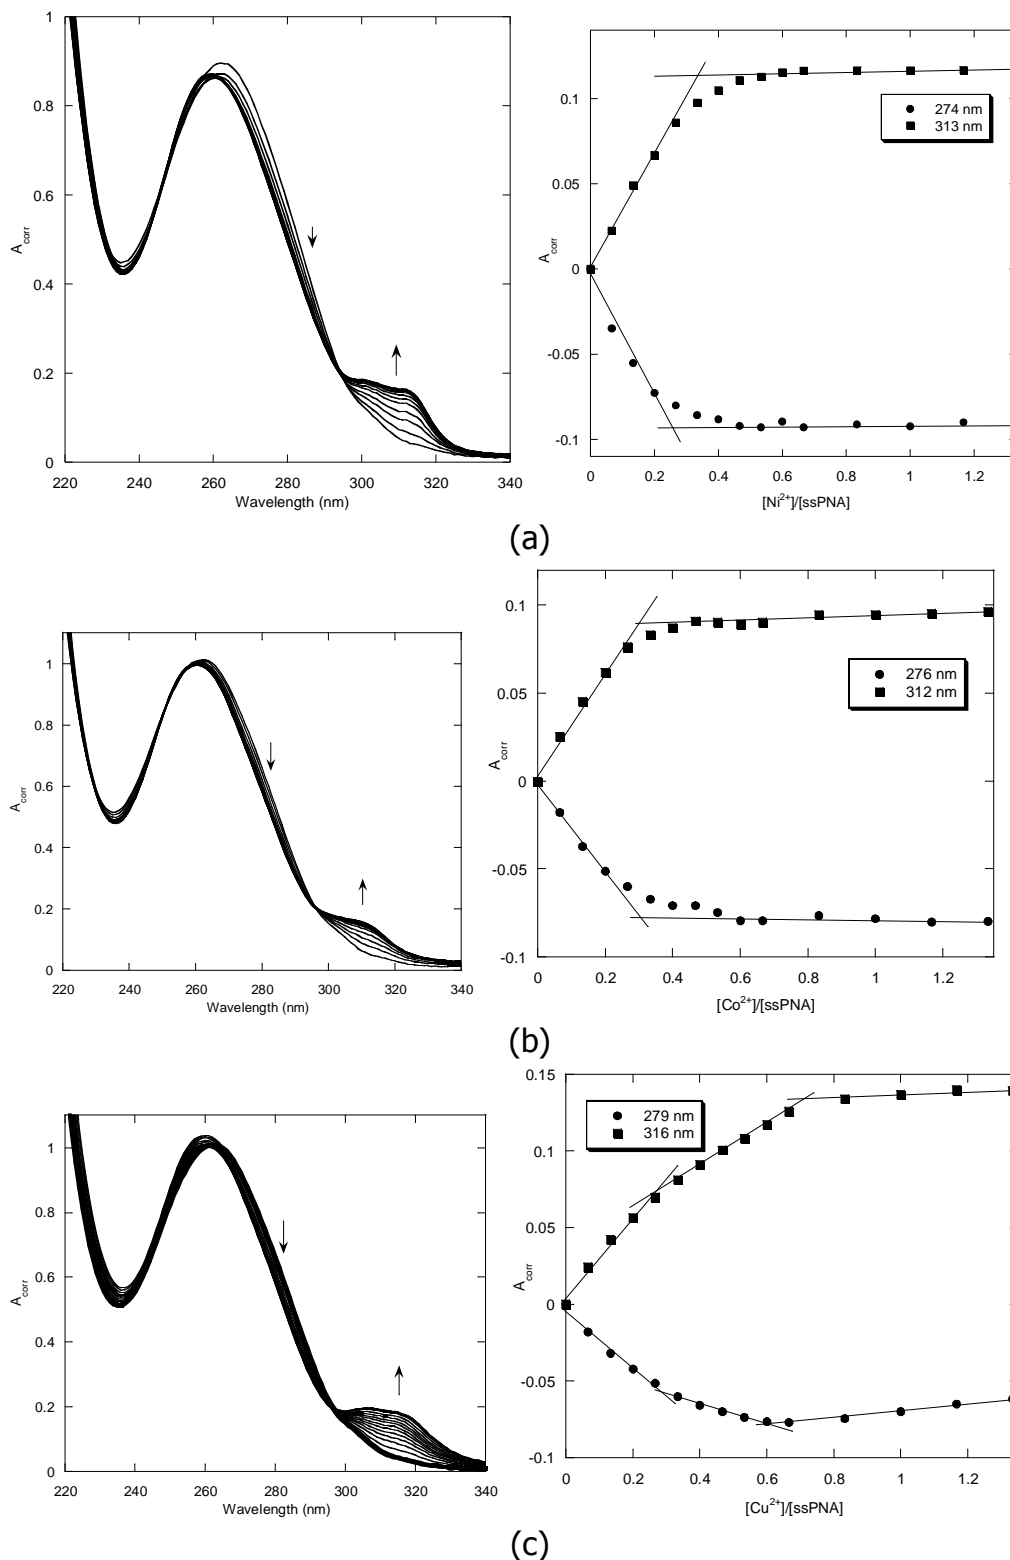 1
0.8
0.6
0.4
0.2
0
A_corr
220 240 260 280 300 320 340
Wavelength (nm)
0.1
0.05
0
-0.05
-0.1
A_corr
274 nm
313 nm
0 0.2 0.4 0.6 0.8 1 1.2
[Ni²⁺]/[ssPNA]
(a)
1
0.8
0.6
0.4
0.2
0
A_corr
220 240 260 280 300 320 340
Wavelength (nm)
0.1
0.05
0
-0.05
-0.1
A_corr
276 nm
312 nm
0 0.2 0.4 0.6 0.8 1 1.2
[Co²⁺]/[ssPNA]
(b)
1
0.8
0.6
0.4
0.2
0
A_corr
220 240 260 280 300 320 340
Wavelength (nm)
0.15
0.1
0.05
0
-0.05
-0.1
A_corr
279 nm
316 nm
0 0.2 0.4 0.6 0.8 1 1.2
[Cu²⁺]/[ssPNA]
(c)